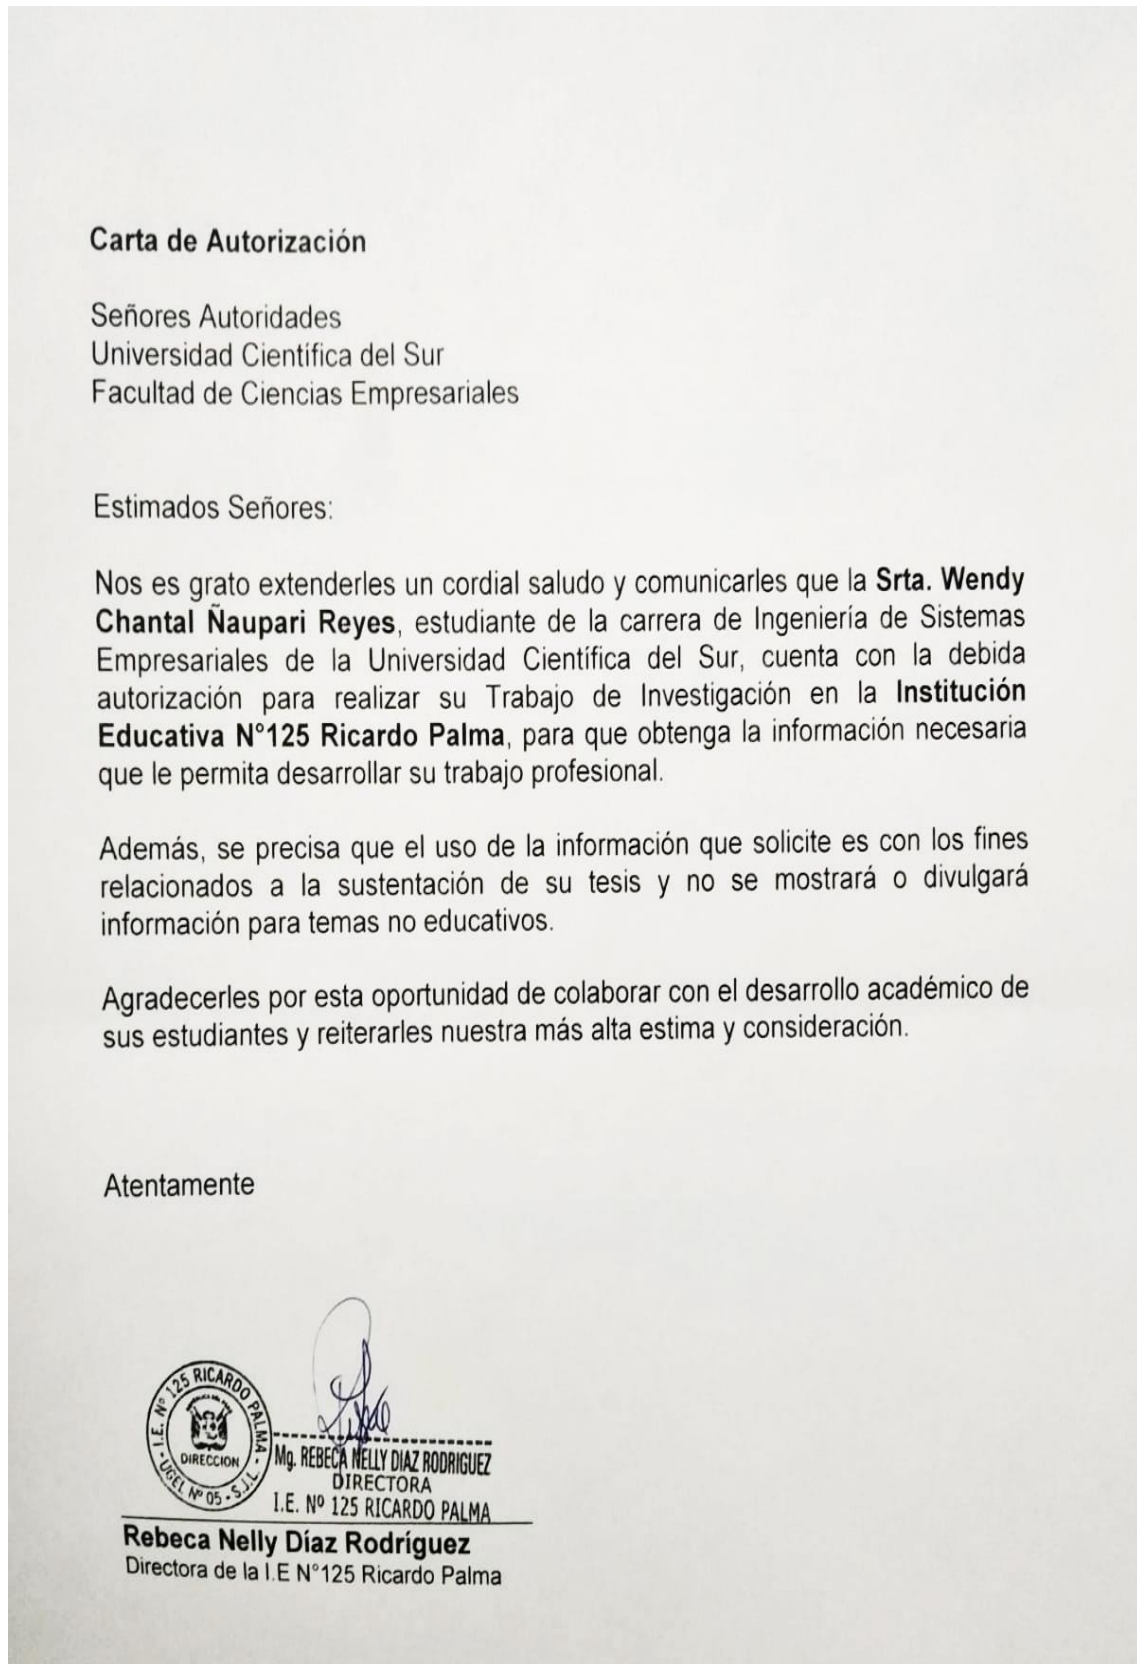 Carta de Autorización
Señores Autoridades
Universidad Científica del Sur
Facultad de Ciencias Empresariales
Estimados Señores:
Nos es grato extenderles un cordial saludo y comunicarles que la Srta. Wendy
Chantal Ñaupari Reyes, estudiante de la carrera de Ingeniería de Sistemas
Empresariales de la Universidad Científica del Sur, cuenta con la debida
autorización para realizar su Trabajo de Investigación en la Institución
Educativa N°125 Ricardo Palma, para que obtenga la información necesaria
que le permita desarrollar su trabajo profesional.
Además, se precisa que el uso de la información que solicite es con los fines
relacionados a la sustentación de su tesis y no se mostrará o divulgará
información para temas no educativos.
Agradecerles por esta oportunidad de colaborar con el desarrollo académico de
sus estudiantes y reiterarles nuestra más alta estima y consideración.
Atentamente
I.E. Nº 125 RICARDO PALMA
DIRECCION
UGEL Nº 05 - S.J.L.
Mg. REBECA NELLY DIAZ RODRIGUEZ
DIRECTORA
I.E. Nº 125 RICARDO PALMA
Rebeca Nelly Díaz Rodríguez
Directora de la I.E N°125 Ricardo Palma